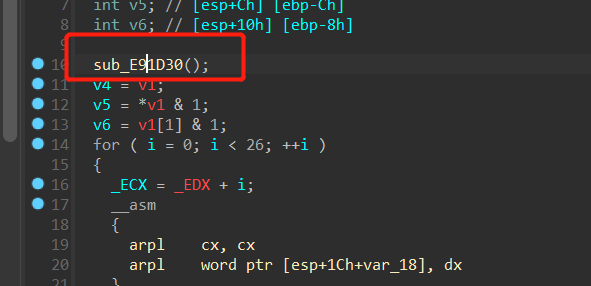 7 int v5; // [esp+Ch] [ebp-Ch]
8 int v6; // [esp+10h] [ebp-8h]
9
10 sub_E91D30();
11 v4 = v1;
12 v5 = *v1 & 1;
13 v6 = v1[1] & 1;
14 for ( i = 0; i < 26; ++i )
15 {
16 _ECX = _EDX + i;
17 __asm
18 {
19 arpl cx, cx
20 arpl word ptr [esp+1Ch+var_18], dx
21 }